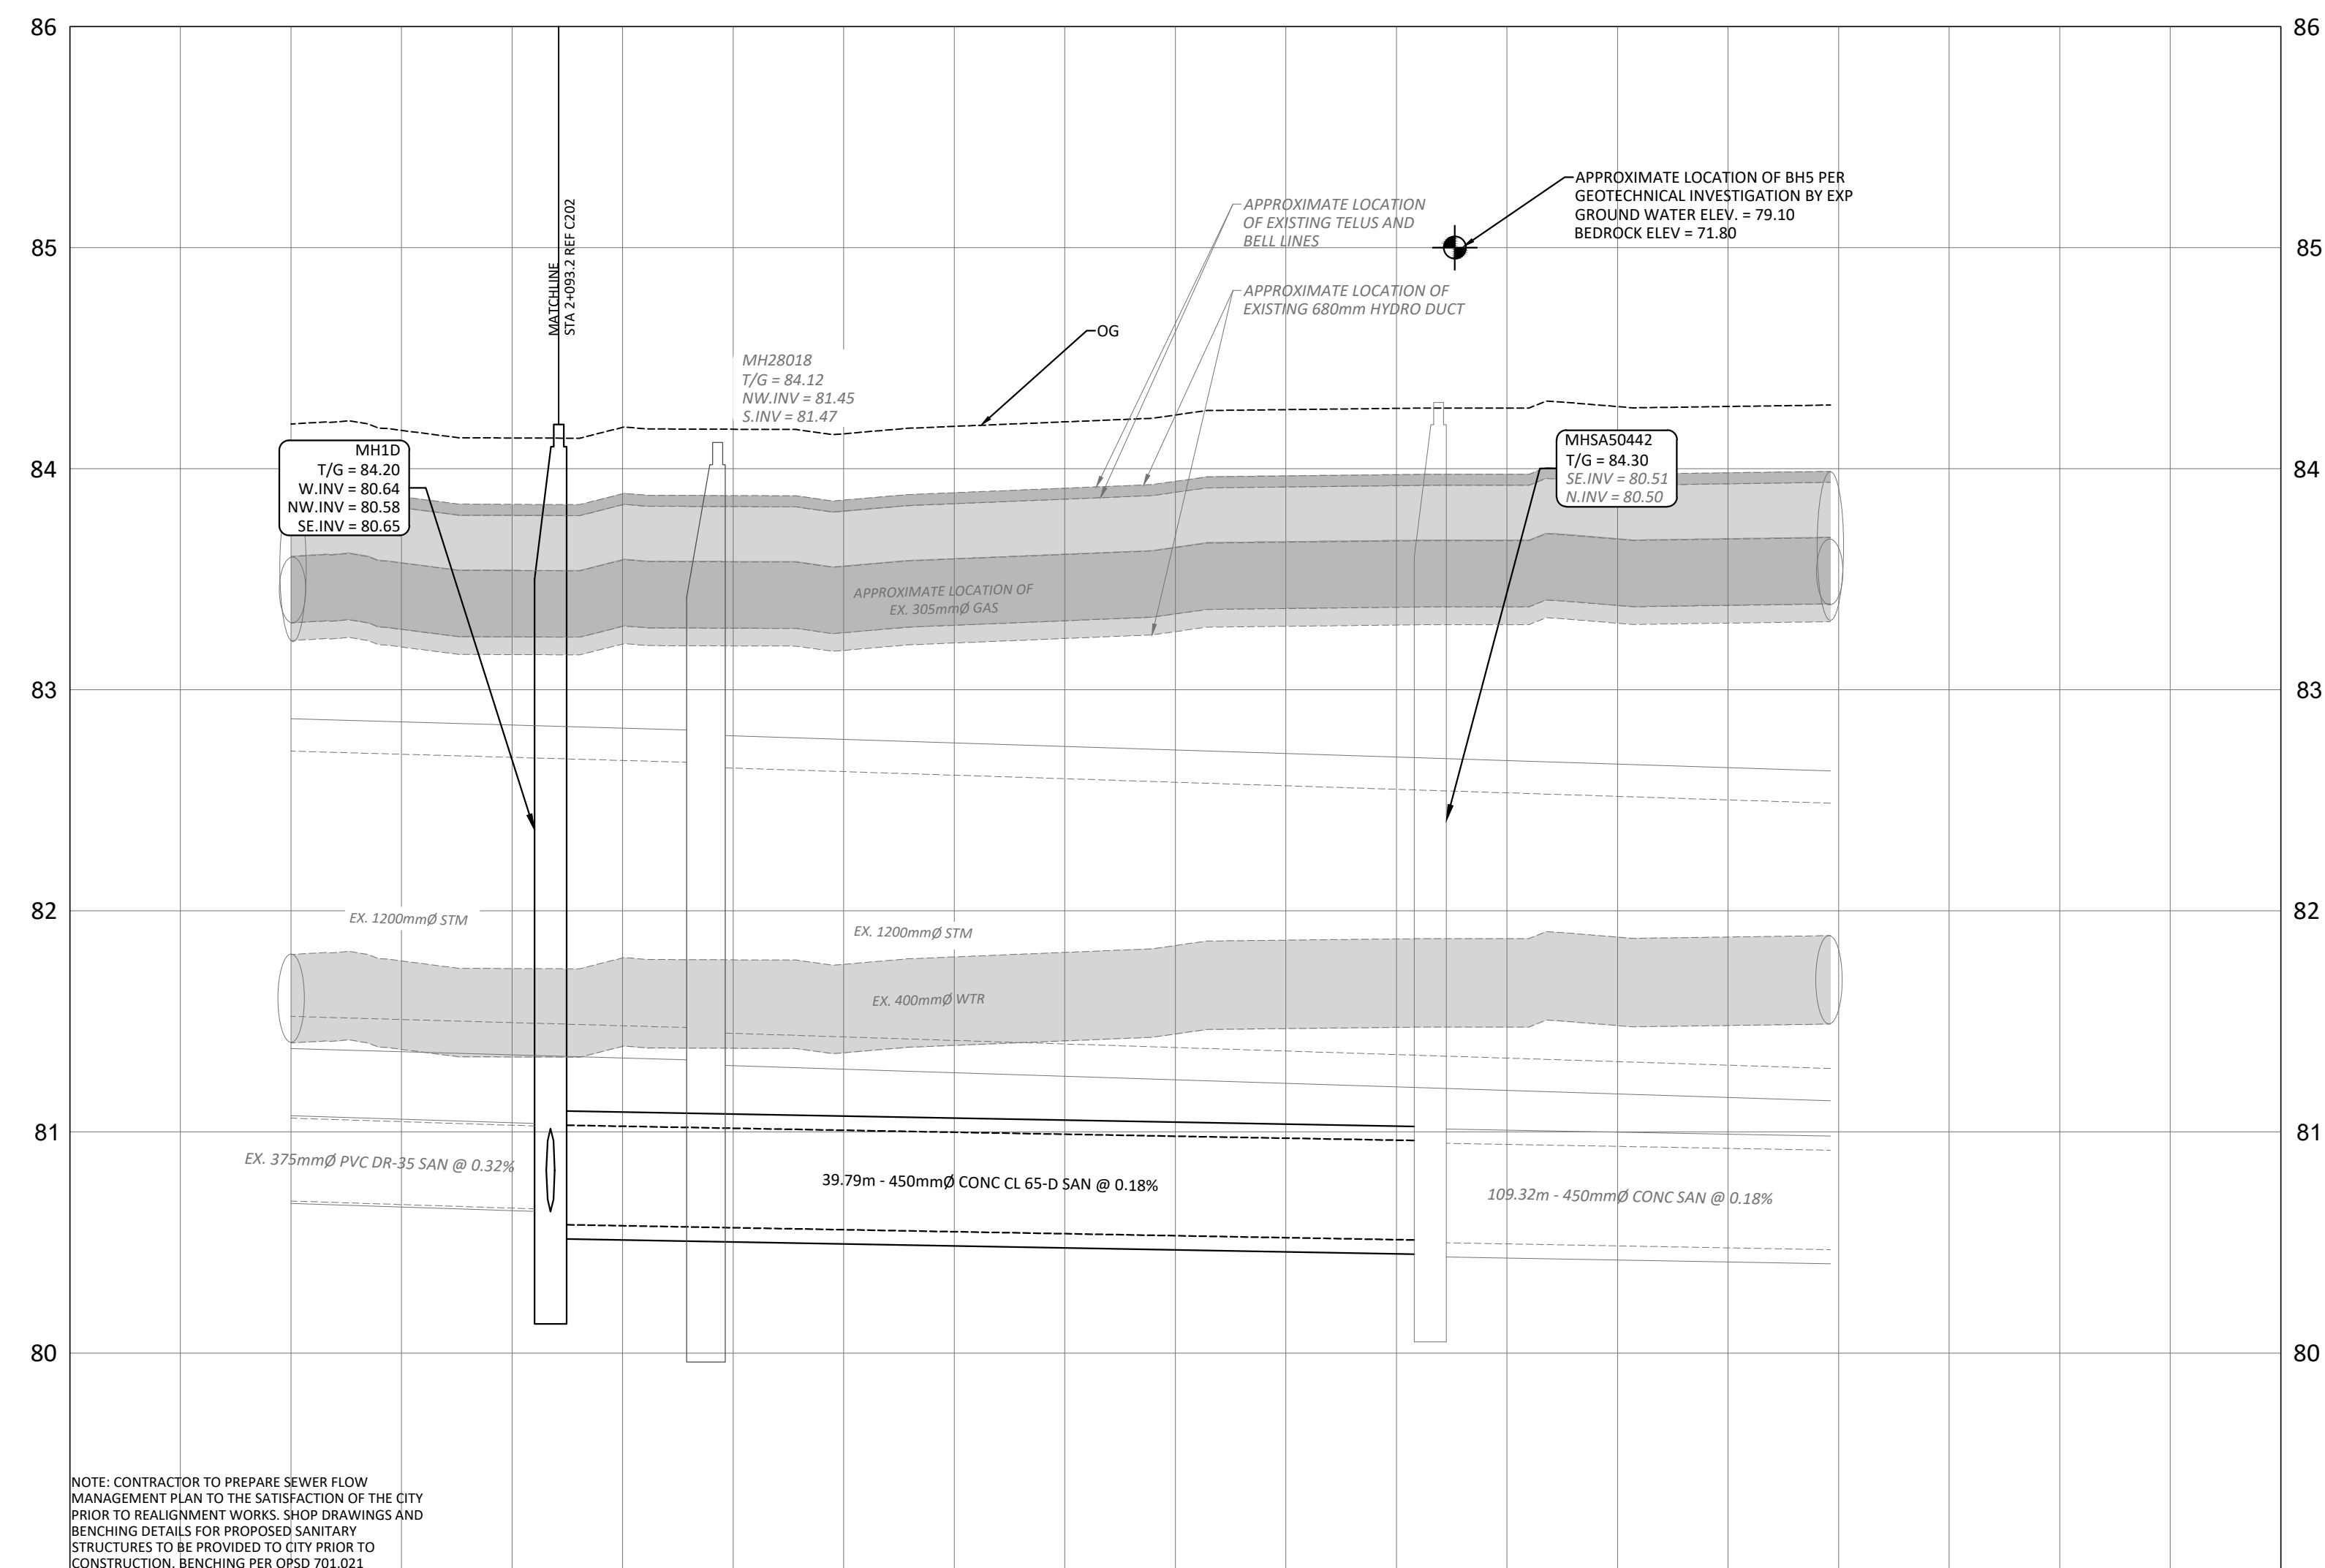 86
86
APPROXIMATE LOCATION OF BH5 PER
GEOTECHNICAL INVESTIGATION BY EXP
GROUND WATER ELEV. = 79.10
BEDROCK ELEV = 71.80
APPROXIMATE LOCATION
OF EXISTING TELUS AND
BELL LINES
85
85
MATCHLINE
STA 2+093.2 REF C202
APPROXIMATE LOCATION OF
EXISTING 680mm HYDRO DUCT
OG
MH28018
T/G = 84.12
NW.INV = 81.45
S.INV = 81.47
MH1D
T/G = 84.20
W.INV = 80.64
NW.INV = 80.58
SE.INV = 80.65
MHSA50442
T/G = 84.30
SE.INV = 80.51
N.INV = 80.50
84
84
APPROXIMATE LOCATION OF
EX. 305mmØ GAS
83
83
82
82
EX. 1200mmØ STM
EX. 1200mmØ STM
EX. 400mmØ WTR
81
81
EX. 375mmØ PVC DR-35 SAN @ 0.32%
39.79m - 450mmØ CONC CL 65-D SAN @ 0.18%
109.32m - 450mmØ CONC SAN @ 0.18%
80
80
NOTE: CONTRACTOR TO PREPARE SEWER FLOW
MANAGEMENT PLAN TO THE SATISFACTION OF THE CITY
PRIOR TO REALIGNMENT WORKS. SHOP DRAWINGS AND
BENCHING DETAILS FOR PROPOSED SANITARY
STRUCTURES TO BE PROVIDED TO CITY PRIOR TO
CONSTRUCTION. BENCHING PER OPSD 701.021